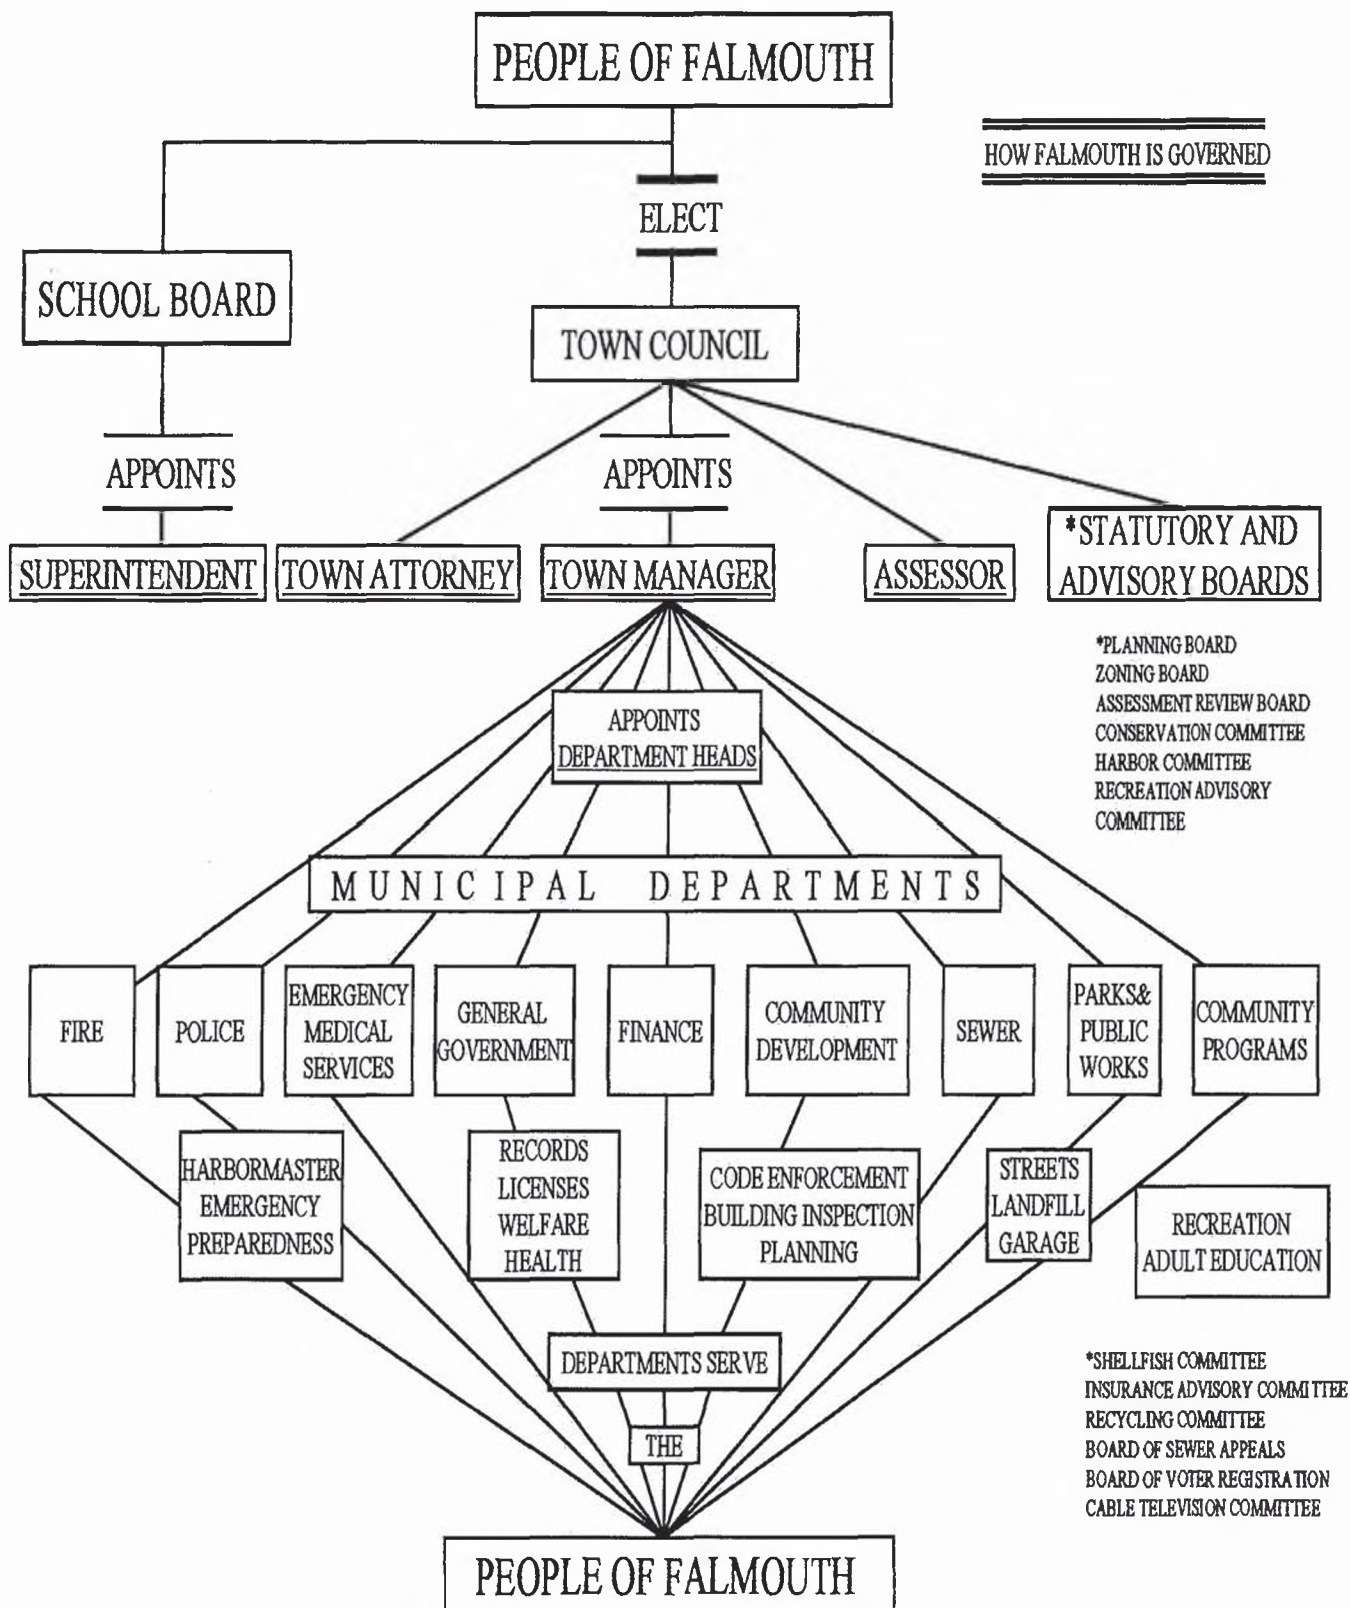 PEOPLE OF FALMOUTH
HOW FALMOUTH IS GOVERNED
ELECT
SCHOOL BOARD
TOWN COUNCIL
APPOINTS
APPOINTS
SUPERINTENDENT
TOWN ATTORNEY
TOWN MANAGER
ASSESSOR
*STATUTORY AND
ADVISORY BOARDS
*PLANNING BOARD
ZONING BOARD
ASSESSMENT REVIEW BOARD
CONSERVATION COMMITTEE
HARBOR COMMITTEE
RECREATION ADVISORY
COMMITTEE
APPOINTS
DEPARTMENT HEADS
MUNICIPAL DEPARTMENTS
FIRE
POLICE
EMERGENCY
MEDICAL
SERVICES
GENERAL
GOVERNMENT
FINANCE
COMMUNITY
DEVELOPMENT
SEWER
PARKS&
PUBLIC
WORKS
COMMUNITY
PROGRAMS
HARBORMASTER
EMERGENCY
PREPAREDNESS
RECORDS
LICENSES
WELFARE
HEALTH
CODE ENFORCEMENT
BUILDING INSPECTION
PLANNING
STREETS
LANDFILL
GARAGE
RECREATION
ADULT EDUCATION
DEPARTMENTS SERVE
THE
*SHELLFISH COMMITTEE
INSURANCE ADVISORY COMMITTEE
RECYCLING COMMITTEE
BOARD OF SEWER APPEALS
BOARD OF VOTER REGISTRATION
CABLE TELEVISION COMMITTEE
PEOPLE OF FALMOUTH